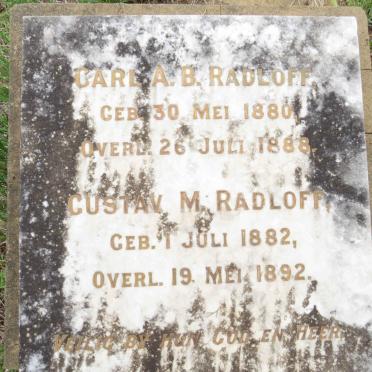 CARL A. B. RADLOFF,
GEB. 30 MEI 1880,
OVERL. 26 JULI 1888.
GUSTAV M. RADLOFF,
GEB. 1 JULI 1882,
OVERL. 19 MEI 1892.
VEILIG BY HUN GOD EN HEER.